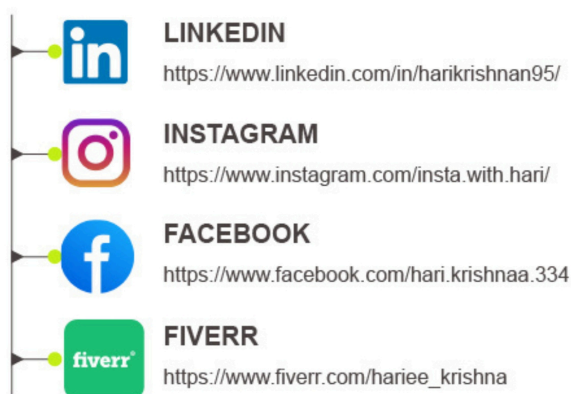 in
LINKEDIN
https://www.linkedin.com/in/harikrishnan95/
INSTAGRAM
https://www.instagram.com/insta.with.hari/
f
FACEBOOK
https://www.facebook.com/hari.krishnaa.334
fiverr®
FIVERR
https://www.fiverr.com/hariee_krishna